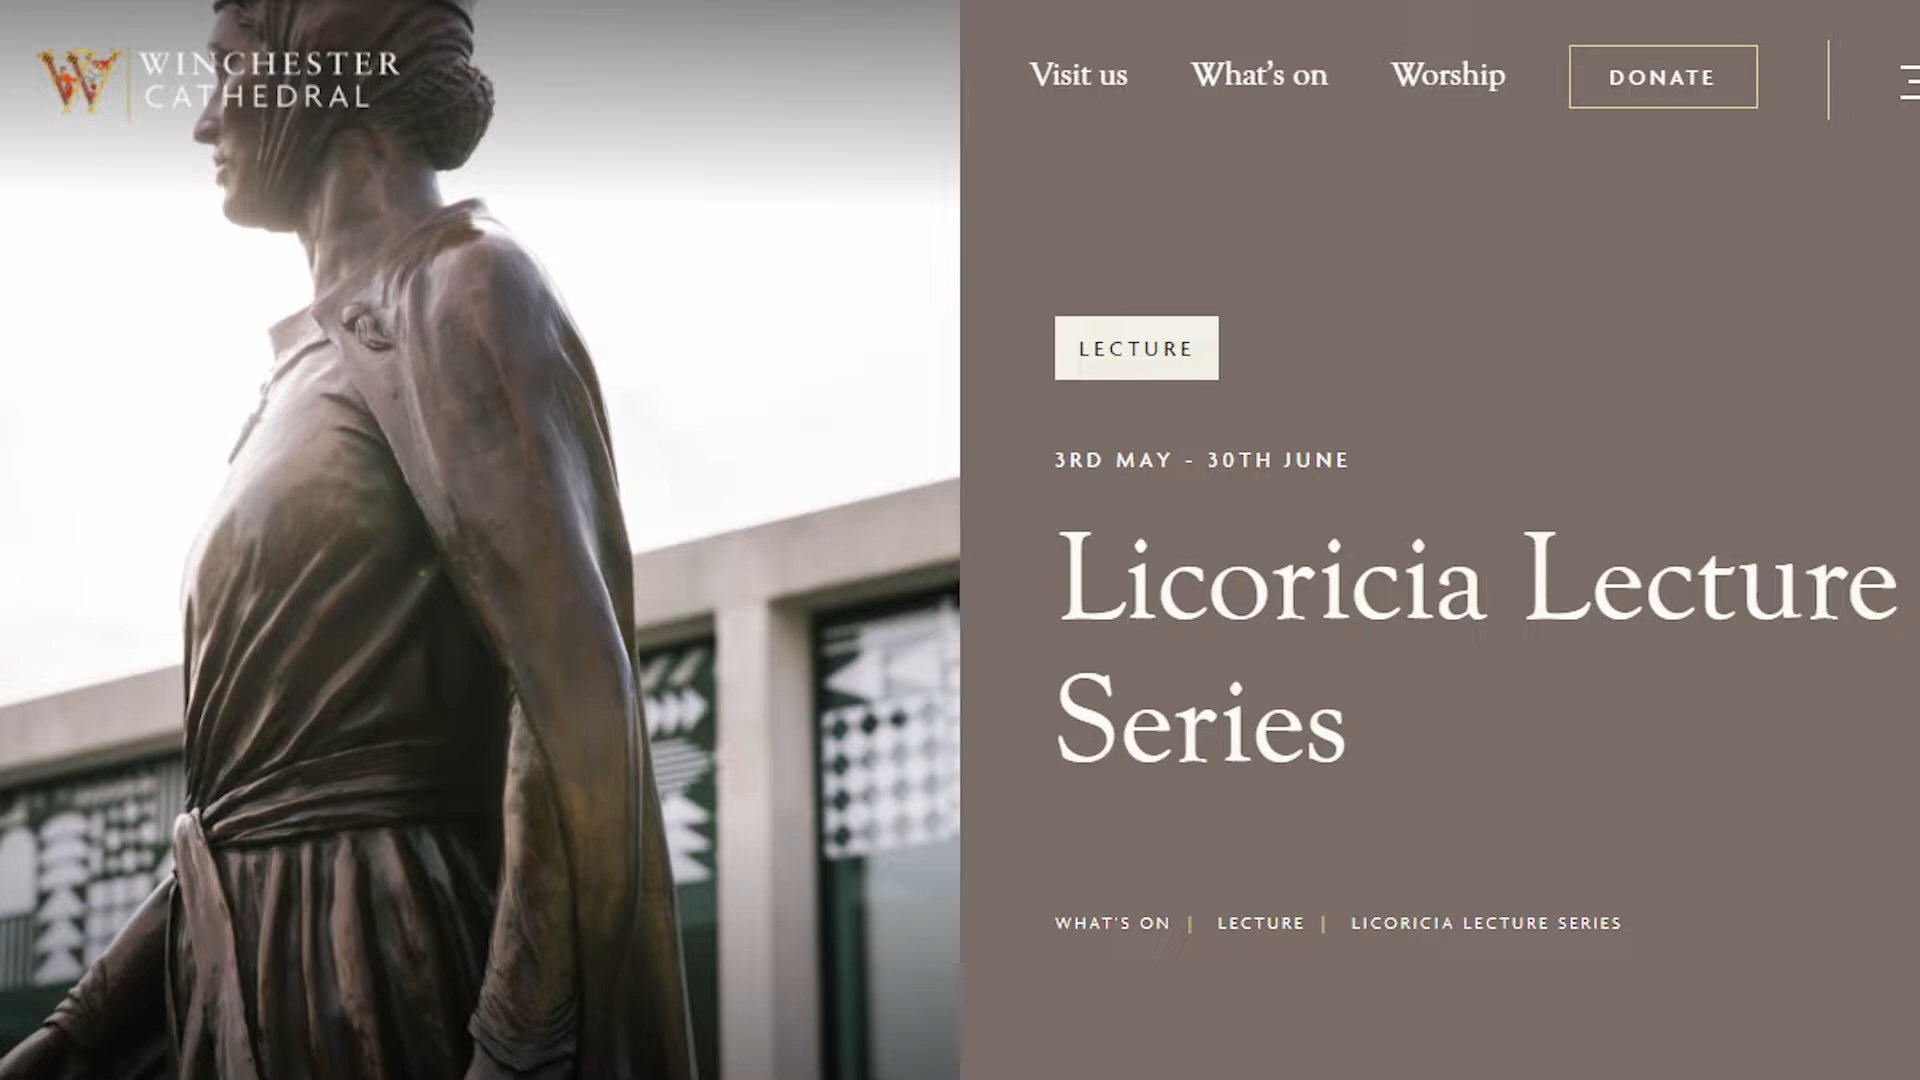 WINCHESTER
CATHEDRAL
Visit us
What's on
Worship
DONATE
LECTURE
3RD MAY - 30TH JUNE
Licoricia Lecture
Series
WHAT'S ON | LECTURE | LICORICIA LECTURE SERIES